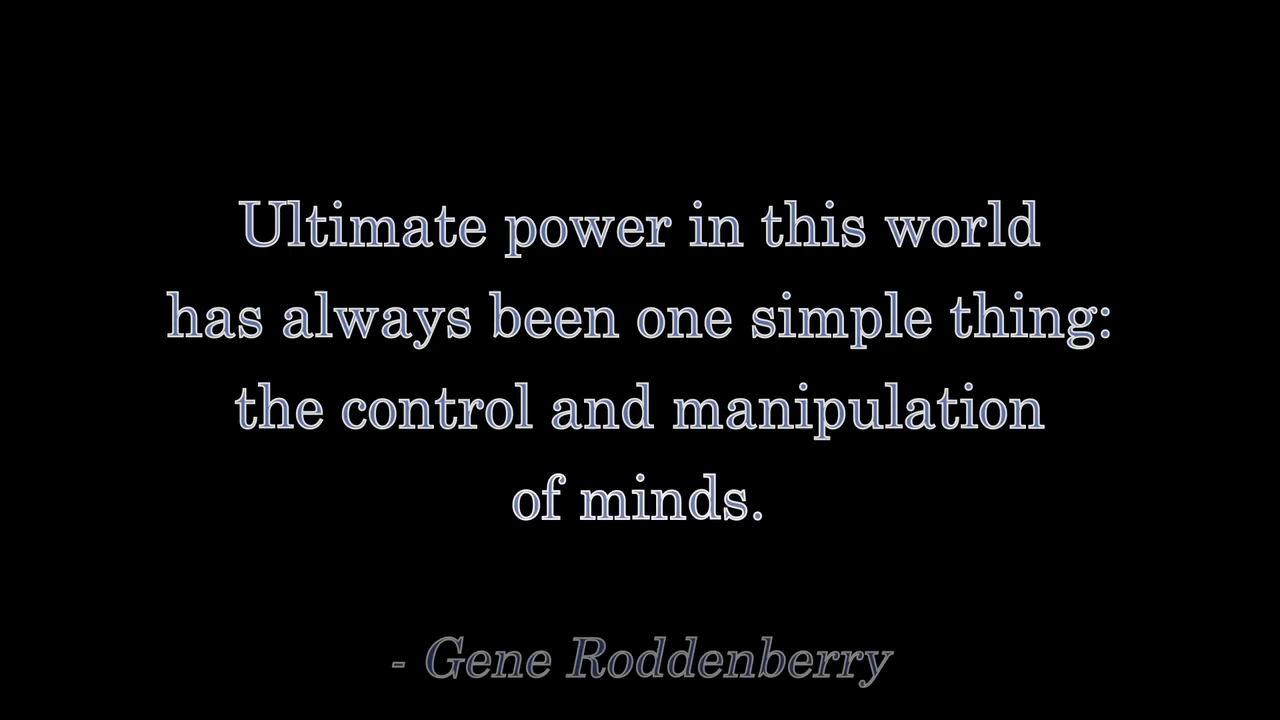 Ultimate power in this world
has always been one simple thing:
the control and manipulation
of minds.
- Gene Roddenberry